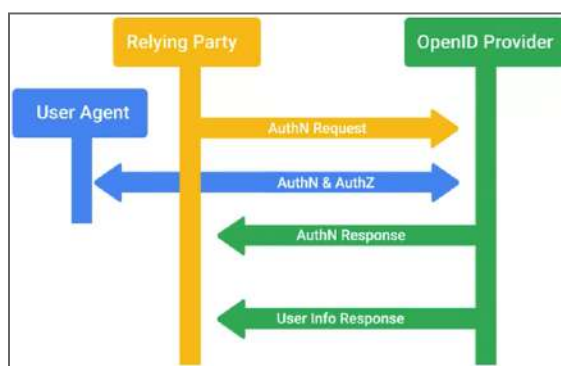 Relying Party
OpenID Provider
User Agent
AuthN Request
AuthN & AuthZ
AuthN Response
User Info Response